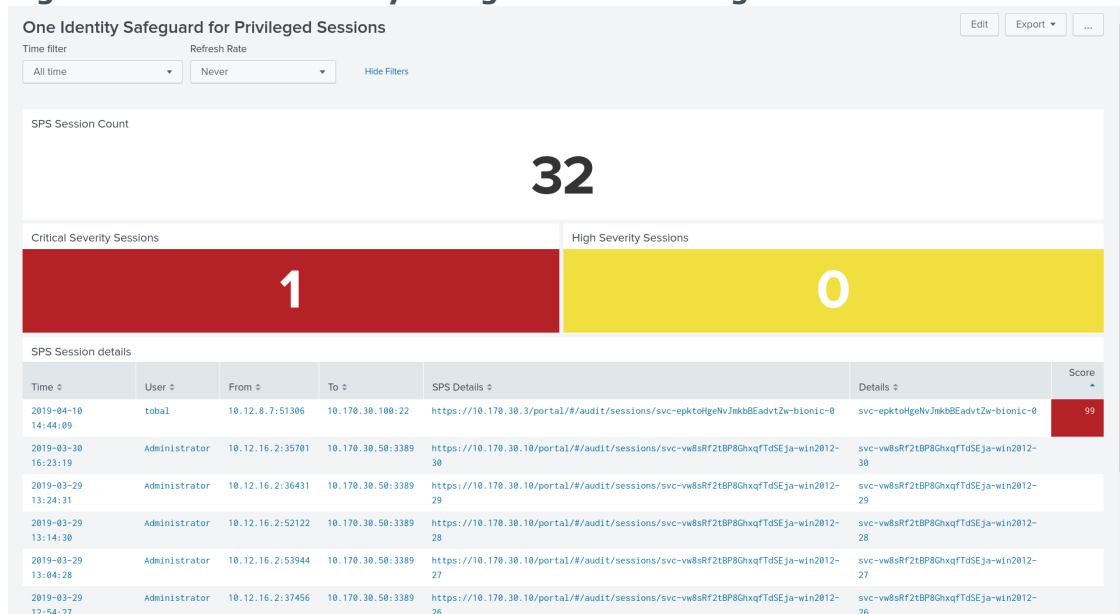 One Identity Safeguard for Privileged Sessions
Edit Export ...
Time filter Refresh Rate
All time Never Hide Filters
SPS Session Count
32
Critical Severity Sessions High Severity Sessions
1 0
SPS Session details
Score
Time User From To SPS Details Details
2019-04-10 tobal 10.12.8.7:51306 10.170.30.100:22 https://10.170.30.3/portal/#/audit/sessions/svc-epktoHgeNvJmkbBEadvtZw-bionic-0 svc-epktoHgeNvJmkbBEadvtZw-bionic-0 99
14:44:09
2019-03-30 Administrator 10.12.16.2:35701 10.170.30.50:3389 https://10.170.30.10/portal/#/audit/sessions/svc-vw8sRf2tBP8GhxqfTdSEja-win2012- svc-vw8sRf2tBP8GhxqfTdSEja-win2012-
16:23:19 30 30
2019-03-29 Administrator 10.12.16.2:36431 10.170.30.50:3389 https://10.170.30.10/portal/#/audit/sessions/svc-vw8sRf2tBP8GhxqfTdSEja-win2012- svc-vw8sRf2tBP8GhxqfTdSEja-win2012-
13:24:31 29 29
2019-03-29 Administrator 10.12.16.2:52122 10.170.30.50:3389 https://10.170.30.10/portal/#/audit/sessions/svc-vw8sRf2tBP8GhxqfTdSEja-win2012- svc-vw8sRf2tBP8GhxqfTdSEja-win2012-
13:14:30 28 28
2019-03-29 Administrator 10.12.16.2:53944 10.170.30.50:3389 https://10.170.30.10/portal/#/audit/sessions/svc-vw8sRf2tBP8GhxqfTdSEja-win2012- svc-vw8sRf2tBP8GhxqfTdSEja-win2012-
13:04:28 27 27
2019-03-29 Administrator 10.12.16.2:37456 10.170.30.50:3389 https://10.170.30.10/portal/#/audit/sessions/svc-vw8sRf2tBP8GhxqfTdSEja-win2012- svc-vw8sRf2tBP8GhxqfTdSEja-win2012-
12:54:27 26 26